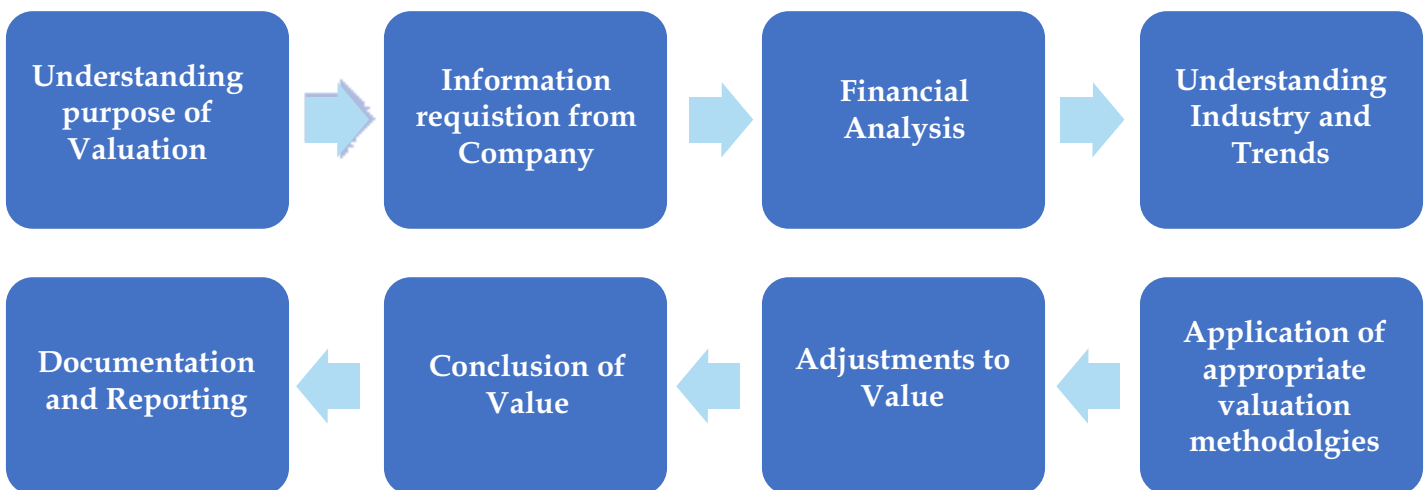 Understanding
purpose of
Valuation
Information
requistion from
Company
Financial
Analysis
Understanding
Industry and
Trends
Application of
appropriate
valuation
methodolgies
Adjustments to
Value
Conclusion of
Value
Documentation
and Reporting